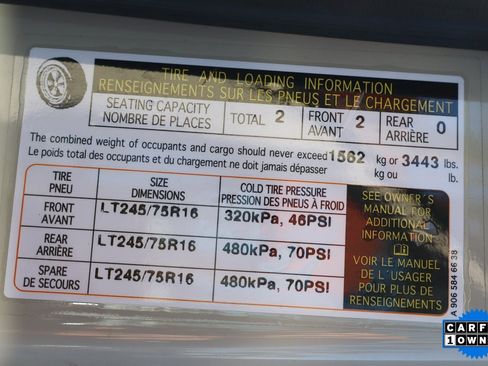 TIRE AND LOADING INFORMATION
RENSEIGNEMENTS SUR LES PNEUS ET LE CHARGEMENT
SEATING CAPACITY
NOMBRE DE PLACES
TOTAL 2
FRONT
AVANT 2
REAR
ARRIÈRE 0
The combined weight of occupants and cargo should never exceed 1562 kg or 3443 lbs.
Le poids total des occupants et du chargement ne doit jamais dépasser kg ou lb.
TIRE
PNEU
SIZE
DIMENSIONS
COLD TIRE PRESSURE
PRESSION DES PNEUS À FROID
FRONT
AVANT
LT245/75R16
320kPa, 46PSI
REAR
ARRIÈRE
LT245/75R16
480kPa, 70PSI
SPARE
DE SECOURS
LT245/75R16
480kPa, 70PSI
SEE OWNER´S
MANUAL FOR
ADDITIONAL
INFORMATION
VOIR LE MANUEL
DE L´USAGER
POUR PLUS DE
RENSEIGNEMENTS
A 906 584 66 38
CARF
1 OWN